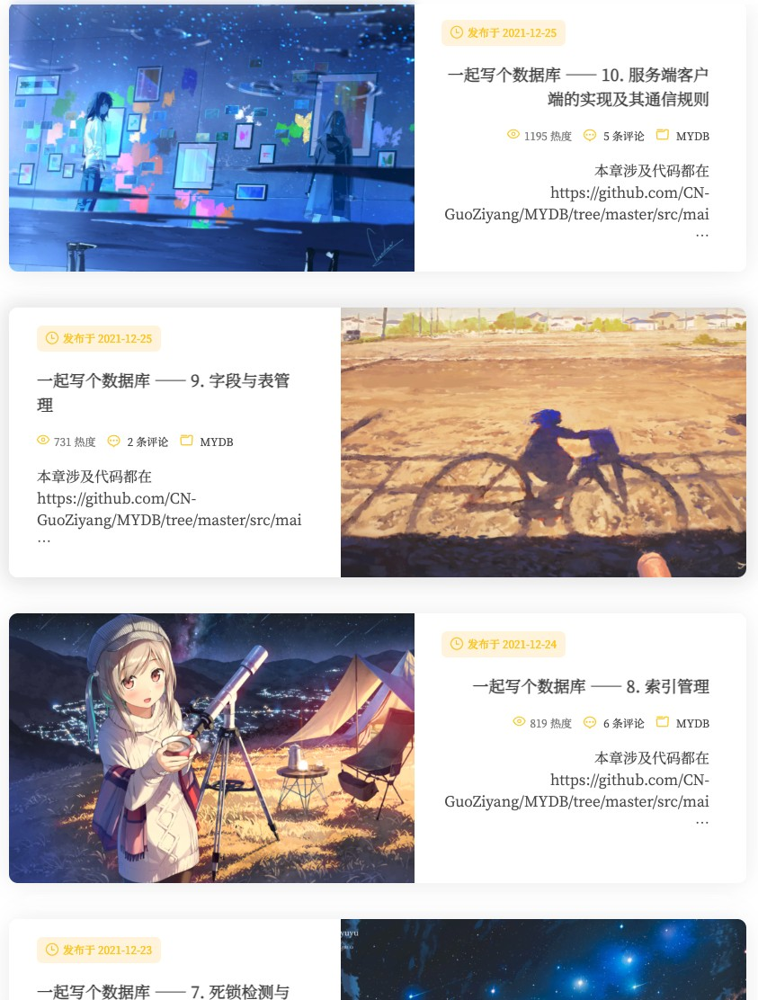 发布于 2021-12-25
一起写个数据库 —— 10. 服务端客户
端的实现及其通信规则
1195 热度 5 条评论 MYDB
本章涉及代码都在
https://github.com/CN-
GuoZiyang/MYDB/tree/master/src/mai
...
发布于 2021-12-25
一起写个数据库 —— 9. 字段与表管
理
731 热度 2 条评论 MYDB
本章涉及代码都在
https://github.com/CN-
GuoZiyang/MYDB/tree/master/src/mai
...
发布于 2021-12-24
一起写个数据库 —— 8. 索引管理
819 热度 6 条评论 MYDB
本章涉及代码都在
https://github.com/CN-
GuoZiyang/MYDB/tree/master/src/mai
...
发布于 2021-12-23
一起写个数据库 —— 7. 死锁检测与